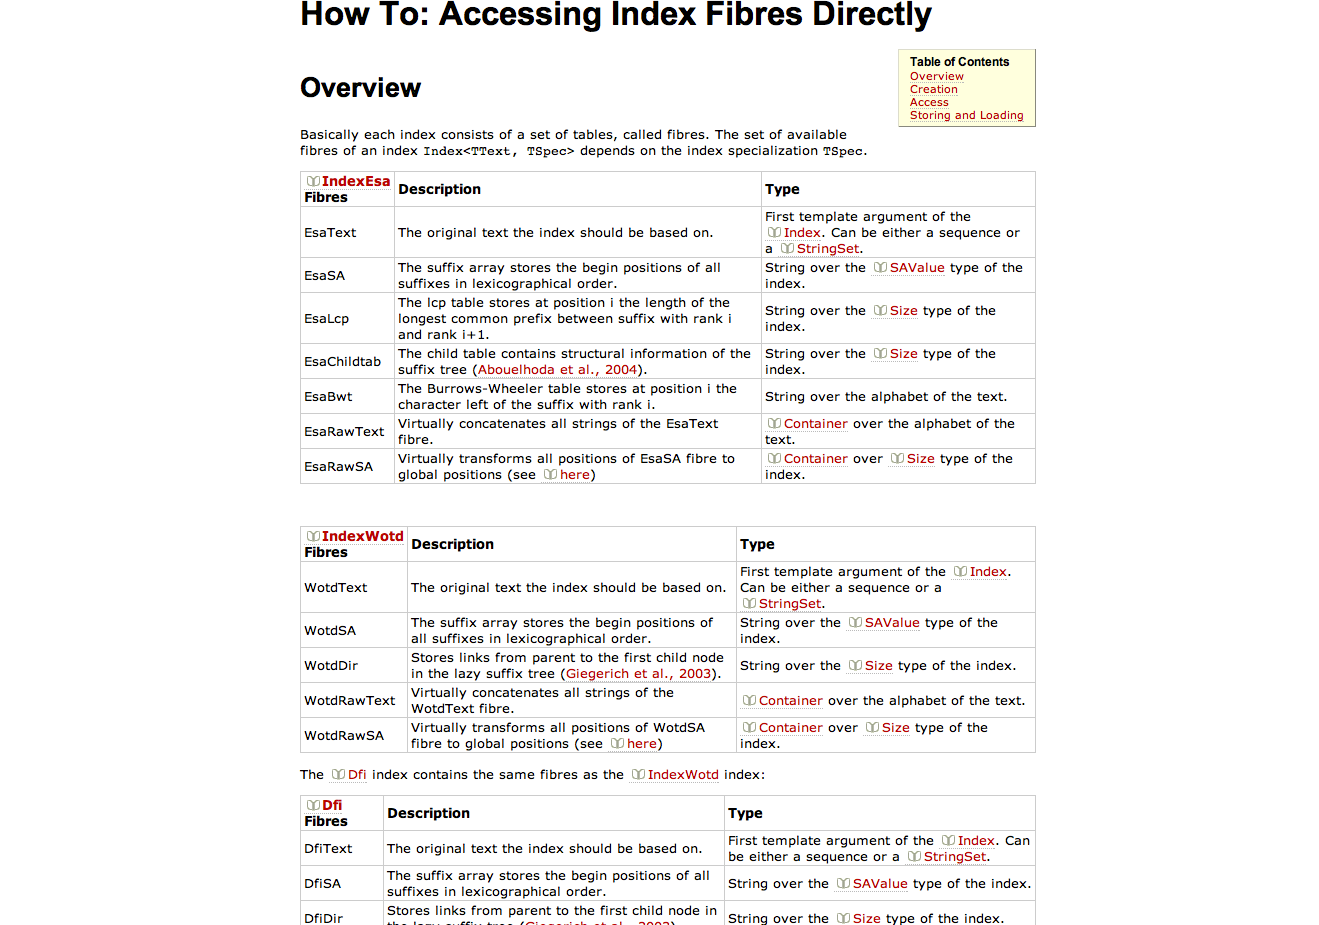 How To: Accessing Index Fibres Directly
Table of Contents
Overview
Creation
Access
Storing and Loading
Overview
Basically each index consists of a set of tables, called fibres. The set of available
fibres of an index Index<TText, TSpec> depends on the index specialization TSpec.
IndexEsa
Fibres
Description
Type
EsaText
The original text the index should be based on.
First template argument of the
Index. Can be either a sequence or
a StringSet.
EsaSA
The suffix array stores the begin positions of all
suffixes in lexicographical order.
String over the SAValue type of the
index.
EsaLcp
The lcp table stores at position i the length of the
longest common prefix between suffix with rank i
and rank i+1.
String over the Size type of the
index.
EsaChildtab
The child table contains structural information of the
suffix tree (Abouelhoda et al., 2004).
String over the Size type of the
index.
EsaBwt
The Burrows-Wheeler table stores at position i the
character left of the suffix with rank i.
String over the alphabet of the text.
EsaRawText
Virtually concatenates all strings of the EsaText
fibre.
Container over the alphabet of the
text.
EsaRawSA
Virtually transforms all positions of EsaSA fibre to
global positions (see here)
Container over Size type of the
index.
IndexWotd
Fibres
Description
Type
WotdText
The original text the index should be based on.
First template argument of the Index.
Can be either a sequence or a
StringSet.
WotdSA
The suffix array stores the begin positions of
all suffixes in lexicographical order.
String over the SAValue type of the
index.
WotdDir
Stores links from parent to the first child node
in the lazy suffix tree (Giegerich et al., 2003).
String over the Size type of the index.
WotdRawText
Virtually concatenates all strings of the
WotdText fibre.
Container over the alphabet of the text.
WotdRawSA
Virtually transforms all positions of WotdSA
fibre to global positions (see here)
Container over Size type of the
index.
The Dfi index contains the same fibres as the IndexWotd index:
Dfi
Fibres
Description
Type
DfiText
The original text the index should be based on.
First template argument of the Index. Can
be either a sequence or a StringSet.
DfiSA
The suffix array stores the begin positions of all
suffixes in lexicographical order.
String over the SAValue type of the index.
DfiDir
Stores links from parent to the first child node in
the lazy suffix tree (Giegerich et al., 2003).
String over the Size type of the index.